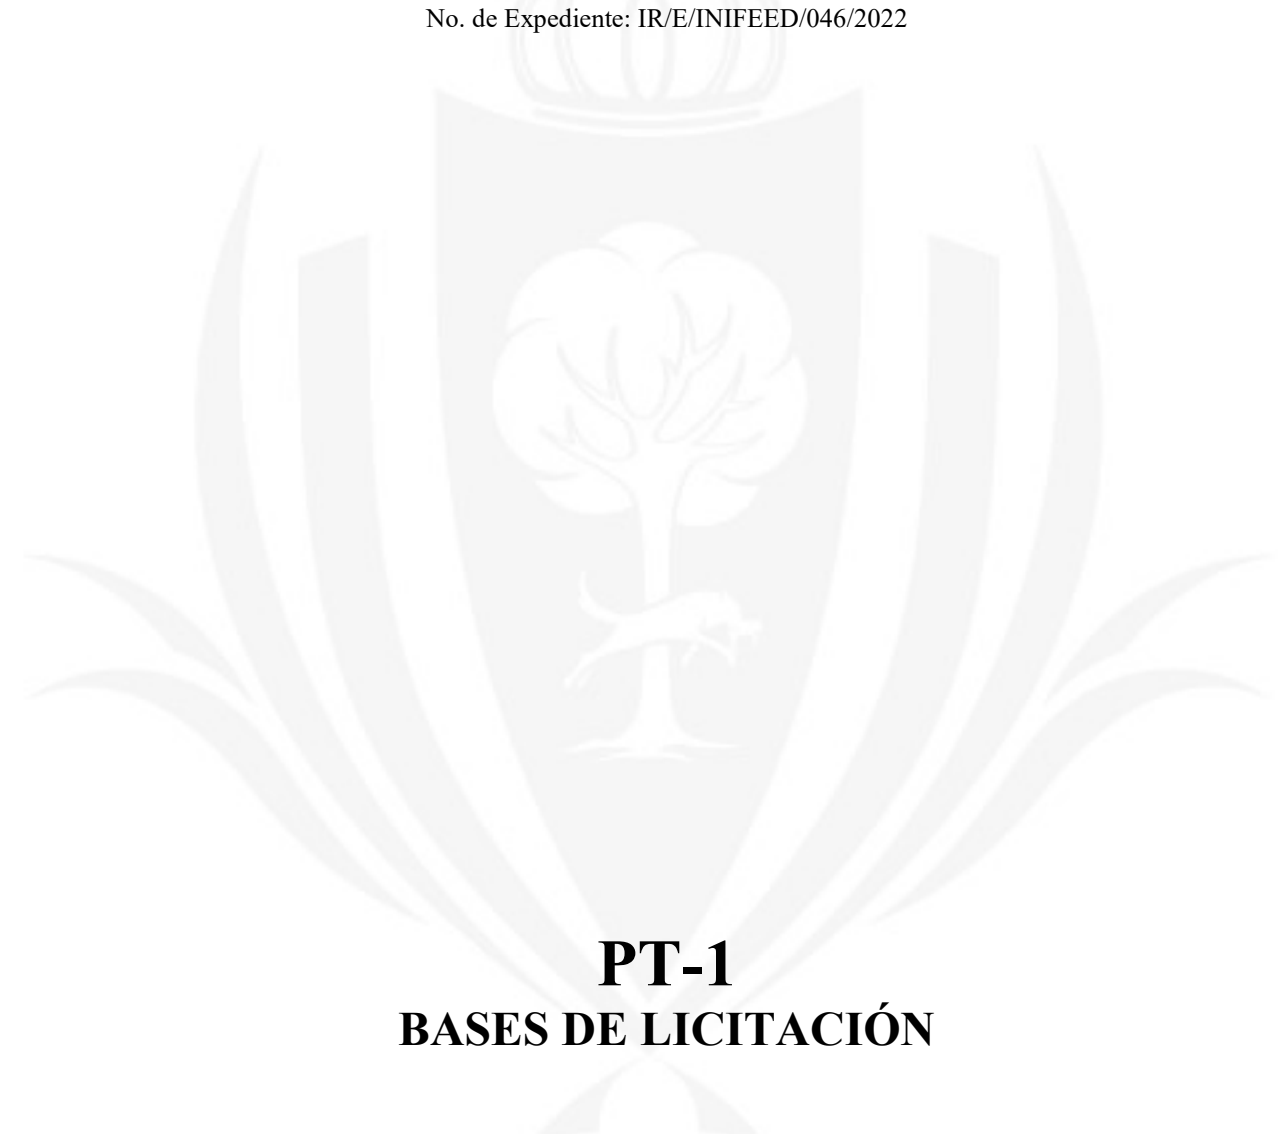 No. de Expediente: IR/E/INIFEED/046/2022
PT-1
BASES DE LICITACIÓN